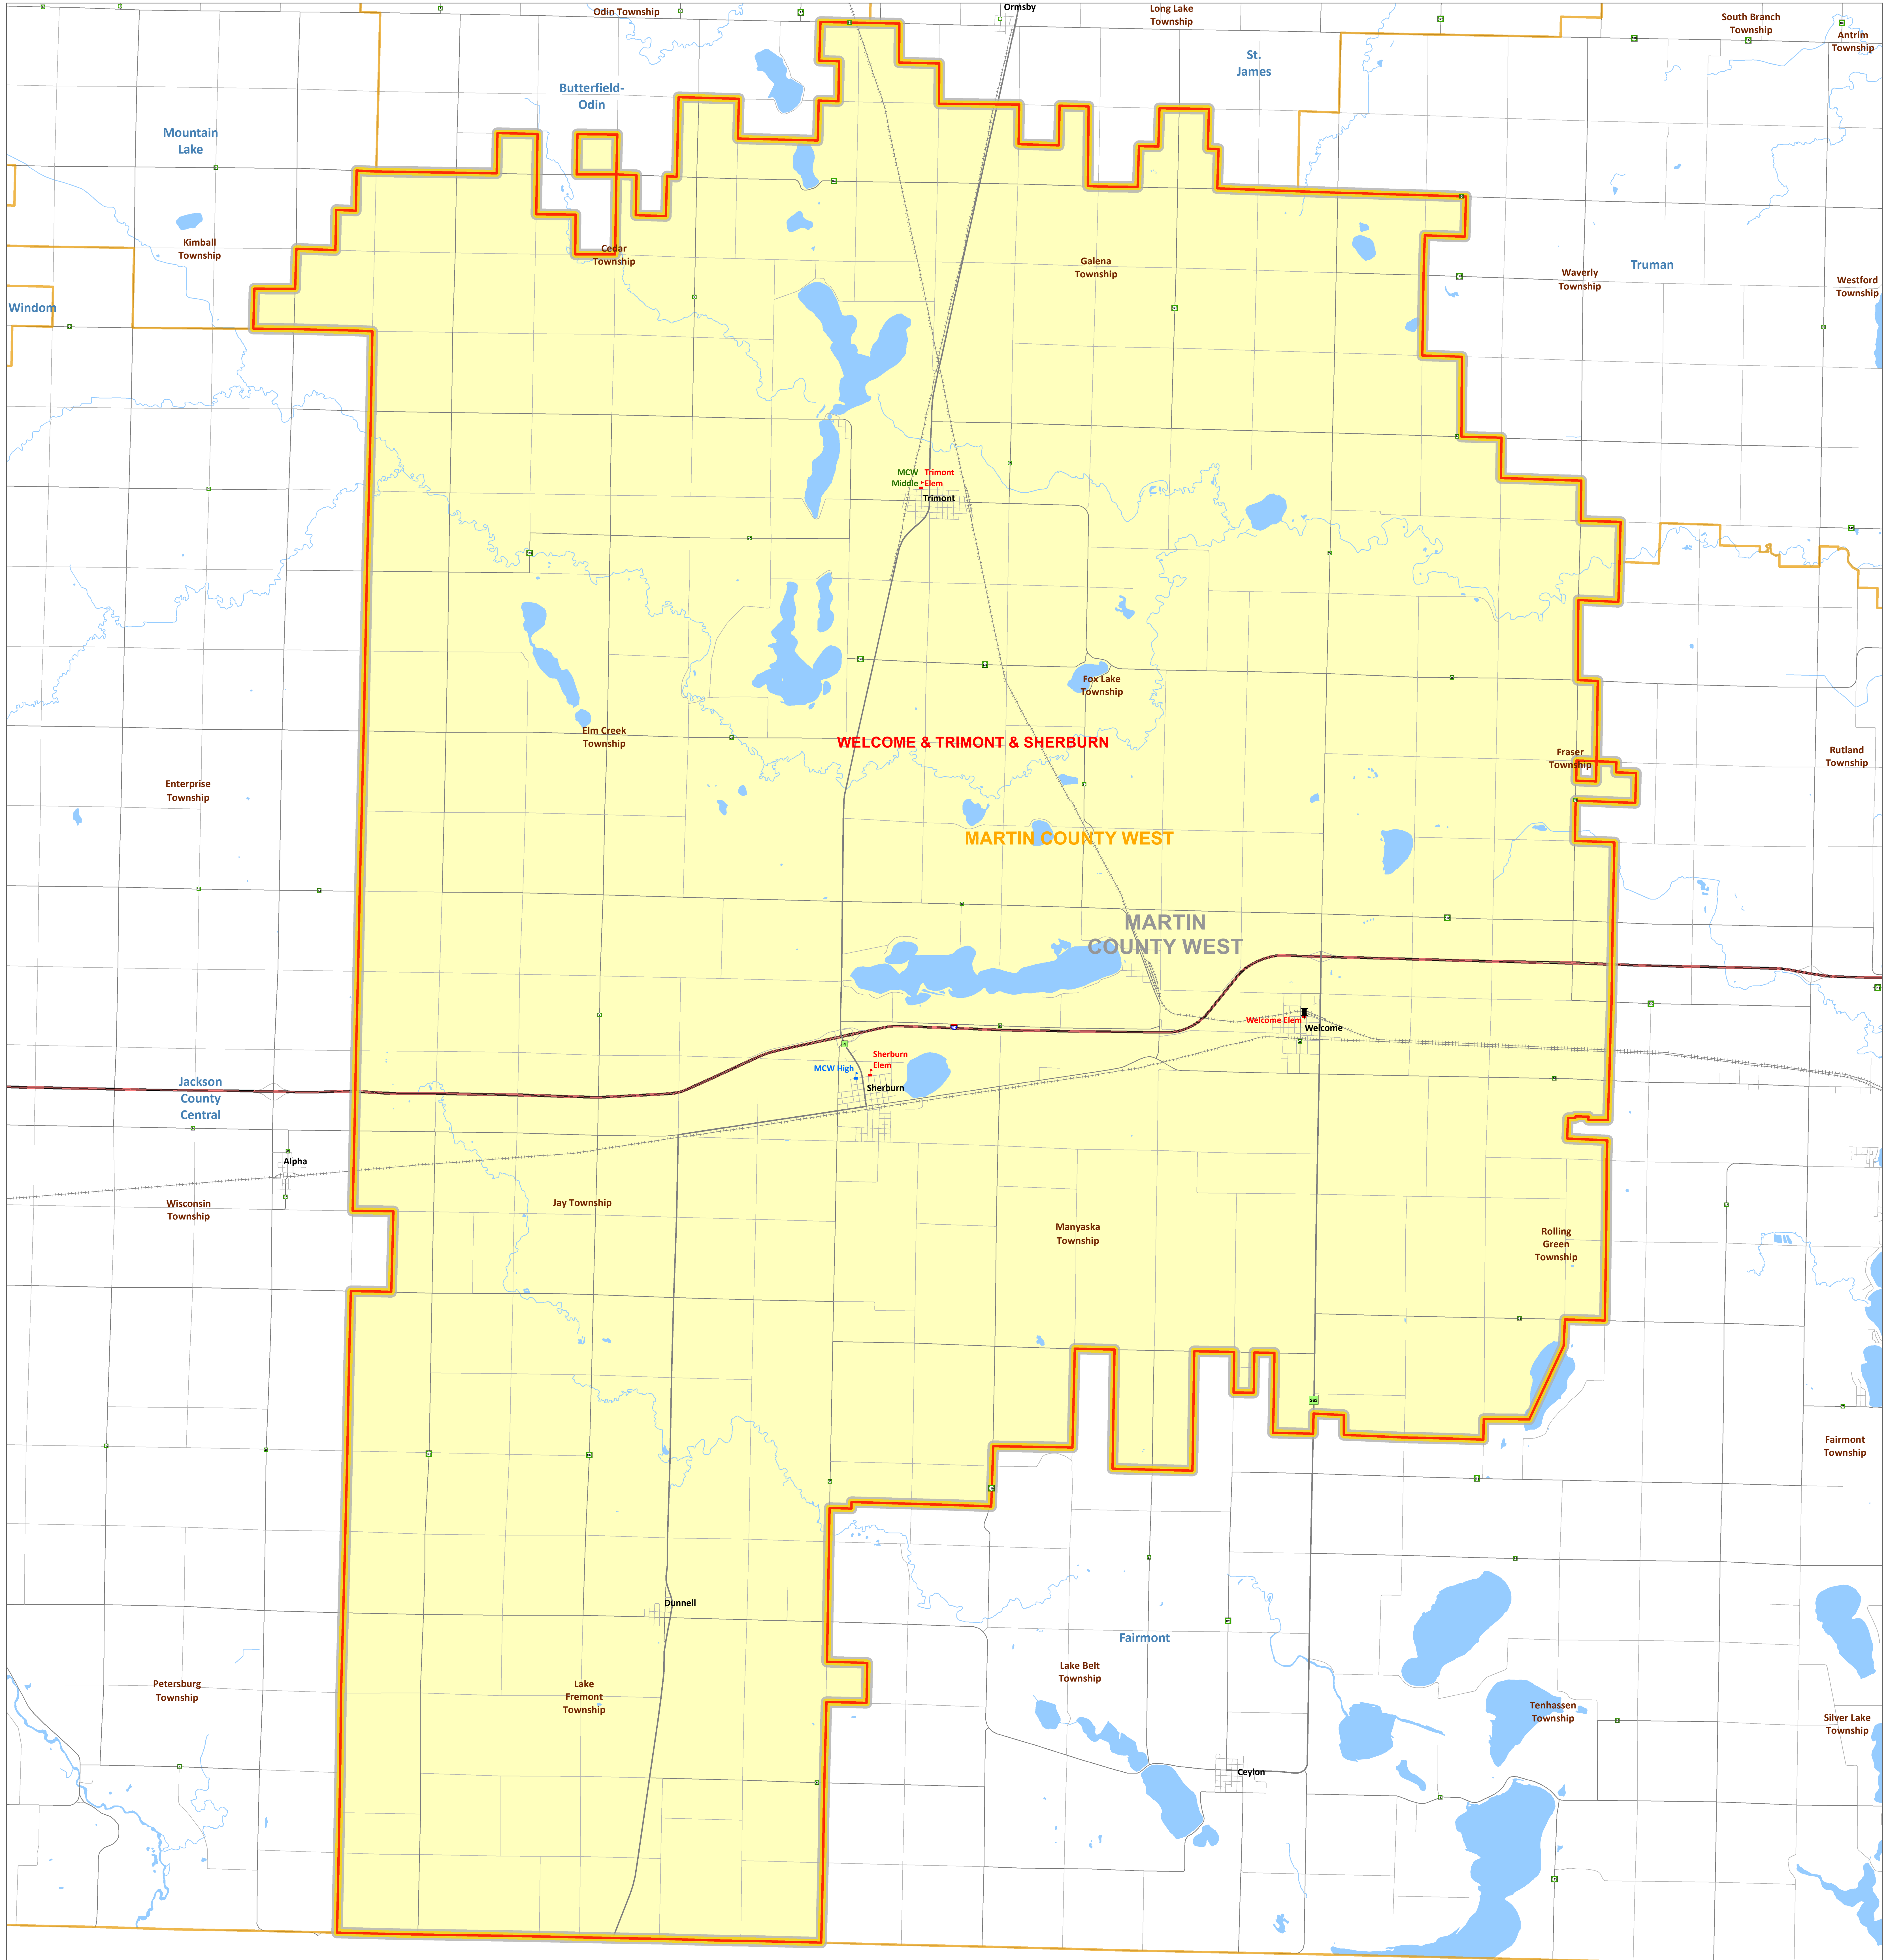 Odin Township
Ormsby
Long Lake
Township
South Branch
Township
Antrim
Township
St.
James
Butterfield-
Odin
Mountain
Lake
Kimball
Township
Cedar
Township
Galena
Township
Waverly
Township
Truman
Westford
Township
Windom
MCW
Middle
Trimont
Elem
Trimont
Fox Lake
Township
Elm Creek
Township
WELCOME & TRIMONT & SHERBURN
Fraser
Township
Rutland
Township
Enterprise
Township
MARTIN COUNTY WEST
MARTIN
COUNTY WEST
Welcome Elem
Welcome
Sherburn
Elem
MCW High
Sherburn
Jackson
County
Central
Alpha
Wisconsin
Township
Jay Township
Manyaska
Township
Rolling
Green
Township
263
Fairmont
Township
Dunnell
Fairmont
Lake Belt
Township
Petersburg
Township
Lake
Fremont
Township
Tenhassen
Township
Silver Lake
Township
Ceylon